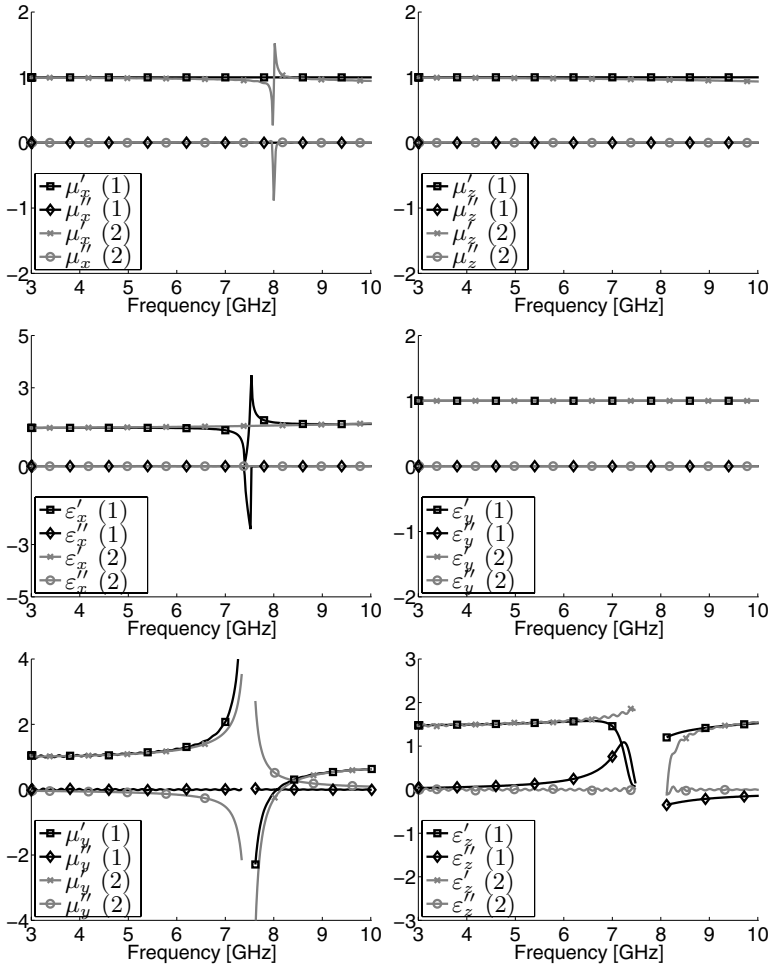 2
1
0
−1
−2
μ′x (1)
μ′′x (1)
μ′x (2)
μ′′x (2)
3 4 5 6 7 8 9 10
Frequency [GHz]
2
1
0
−1
−2
μ′z (1)
μ′′z (1)
μ′z (2)
μ′′z (2)
3 4 5 6 7 8 9 10
Frequency [GHz]
5
3
0
−3
−5
ε′x (1)
ε′′x (1)
ε′x (2)
ε′′x (2)
3 4 5 6 7 8 9 10
Frequency [GHz]
2
1
0
−1
−2
ε′y (1)
ε′′y (1)
ε′y (2)
ε′′y (2)
3 4 5 6 7 8 9 10
Frequency [GHz]
4
2
0
−2
−4
μ′y (1)
μ′′y (1)
μ′y (2)
μ′′y (2)
3 4 5 6 7 8 9 10
Frequency [GHz]
3
2
1
0
−1
−2
−3
ε′z (1)
ε′′z (1)
ε′z (2)
ε′′z (2)
3 4 5 6 7 8 9 10
Frequency [GHz]